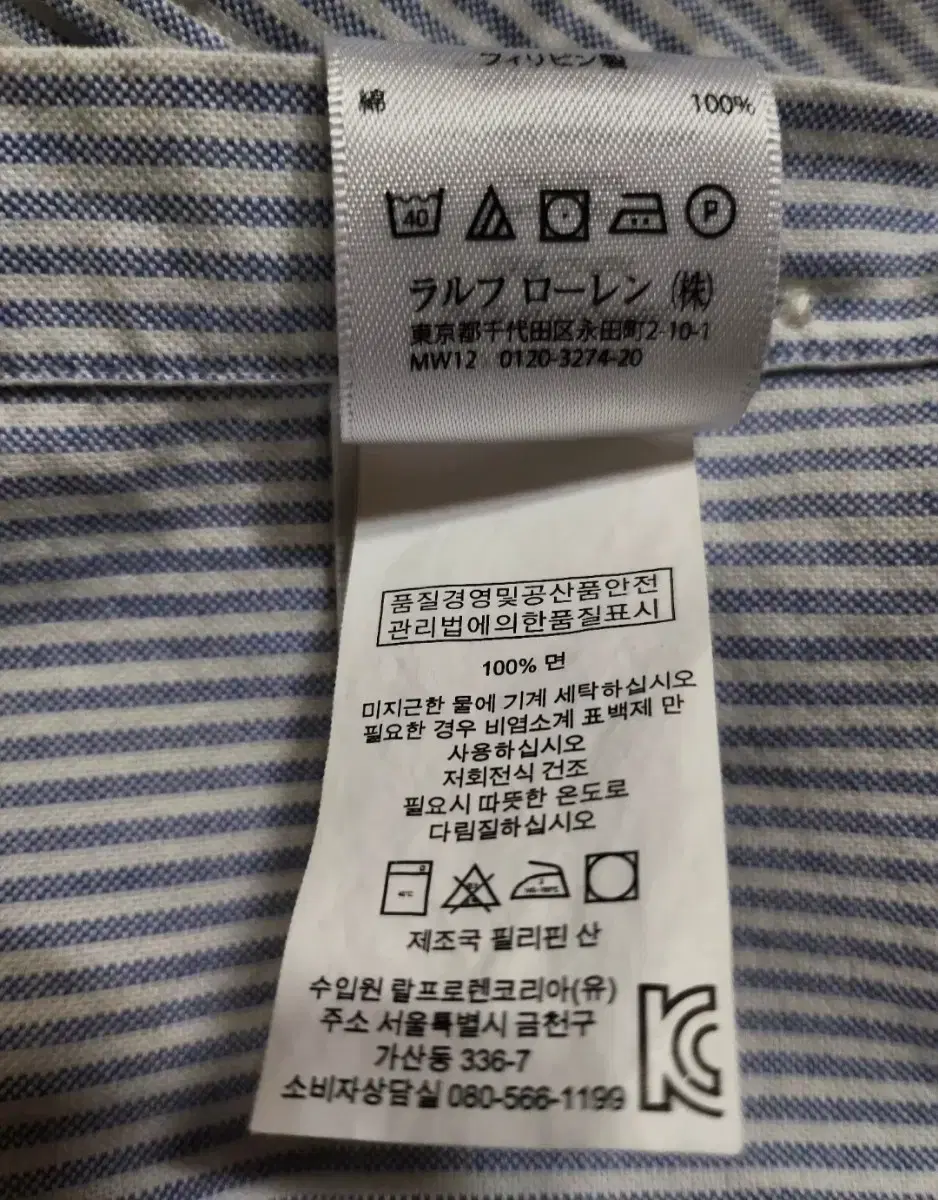 フィリピン製
綿 100%
40 P
ラルフ ローレン (株)
東京都千代田区永田町2-10-1
MW12 0120-3274-20
품질경영및공산품안전
관리법에의한품질표시
100% 면
미지근한 물에 기계 세탁하십시오
필요한 경우 비염소계 표백제 만
사용하십시오
저회전식 건조
필요시 따뜻한 온도로
다림질하십시오
제조국 필리핀 산
수입원 랄프로렌코리아(유)
주소 서울특별시 금천구
가산동 336-7
소비자상담실 080-566-1199
KC